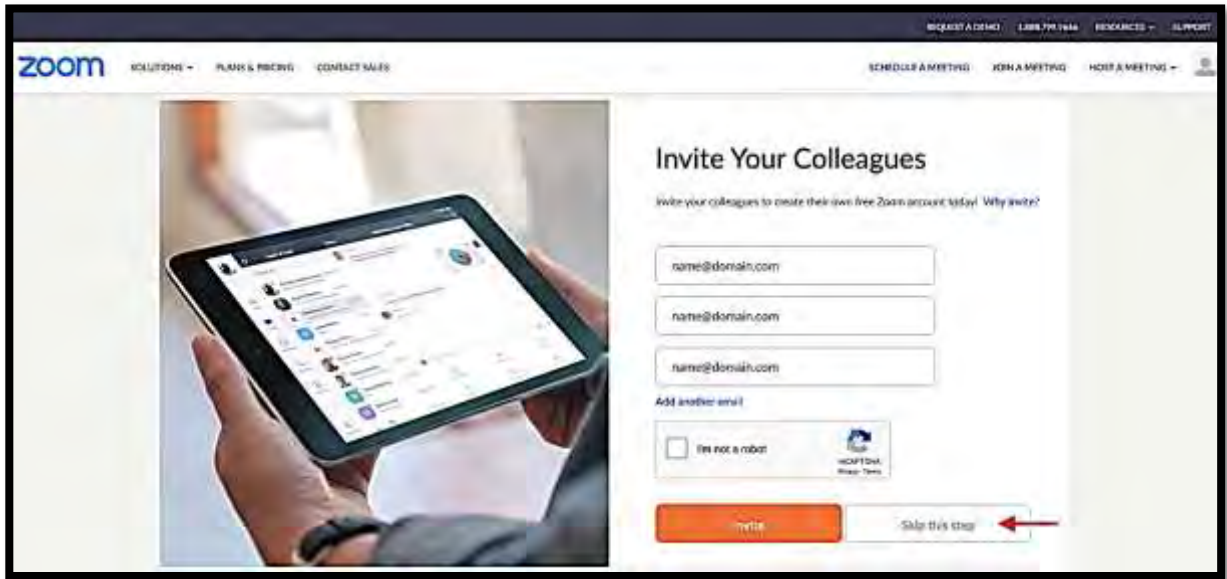 REQUEST A DEMO 1.888.799.9666 RESOURCES SUPPORT
zoom SOLUTIONS PLANS & PRICING CONTACT SALES SCHEDULE A MEETING JOIN A MEETING HOST A MEETING
Invite Your Colleagues
Invite your colleagues to create their own free Zoom account today! Why invite?
name@domain.com
name@domain.com
name@domain.com
Add another email
I'm not a robot
reCAPTCHA
Privacy - Terms
Invite Skip this step